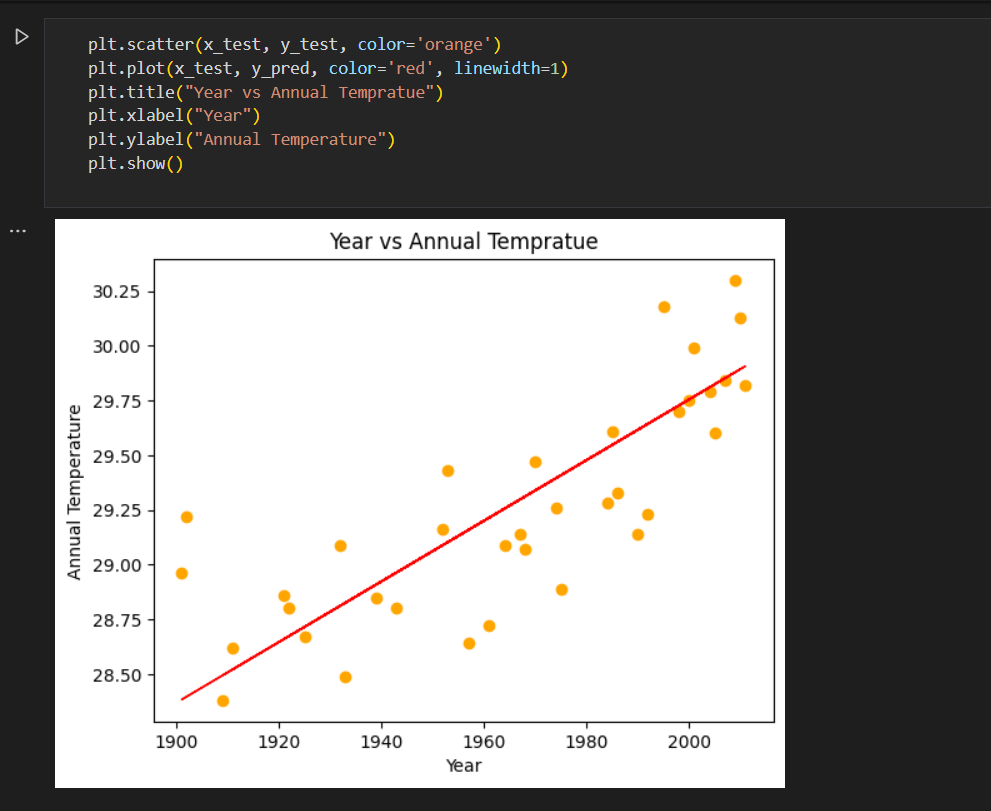 plt.scatter(x_test, y_test, color='orange')
plt.plot(x_test, y_pred, color='red', linewidth=1)
plt.title("Year vs Annual Tempratue")
plt.xlabel("Year")
plt.ylabel("Annual Temperature")
plt.show()
...
Year vs Annual Tempratue
Annual Temperature
30.25
30.00
29.75
29.50
29.25
29.00
28.75
28.50
1900 1920 1940 1960 1980 2000
Year